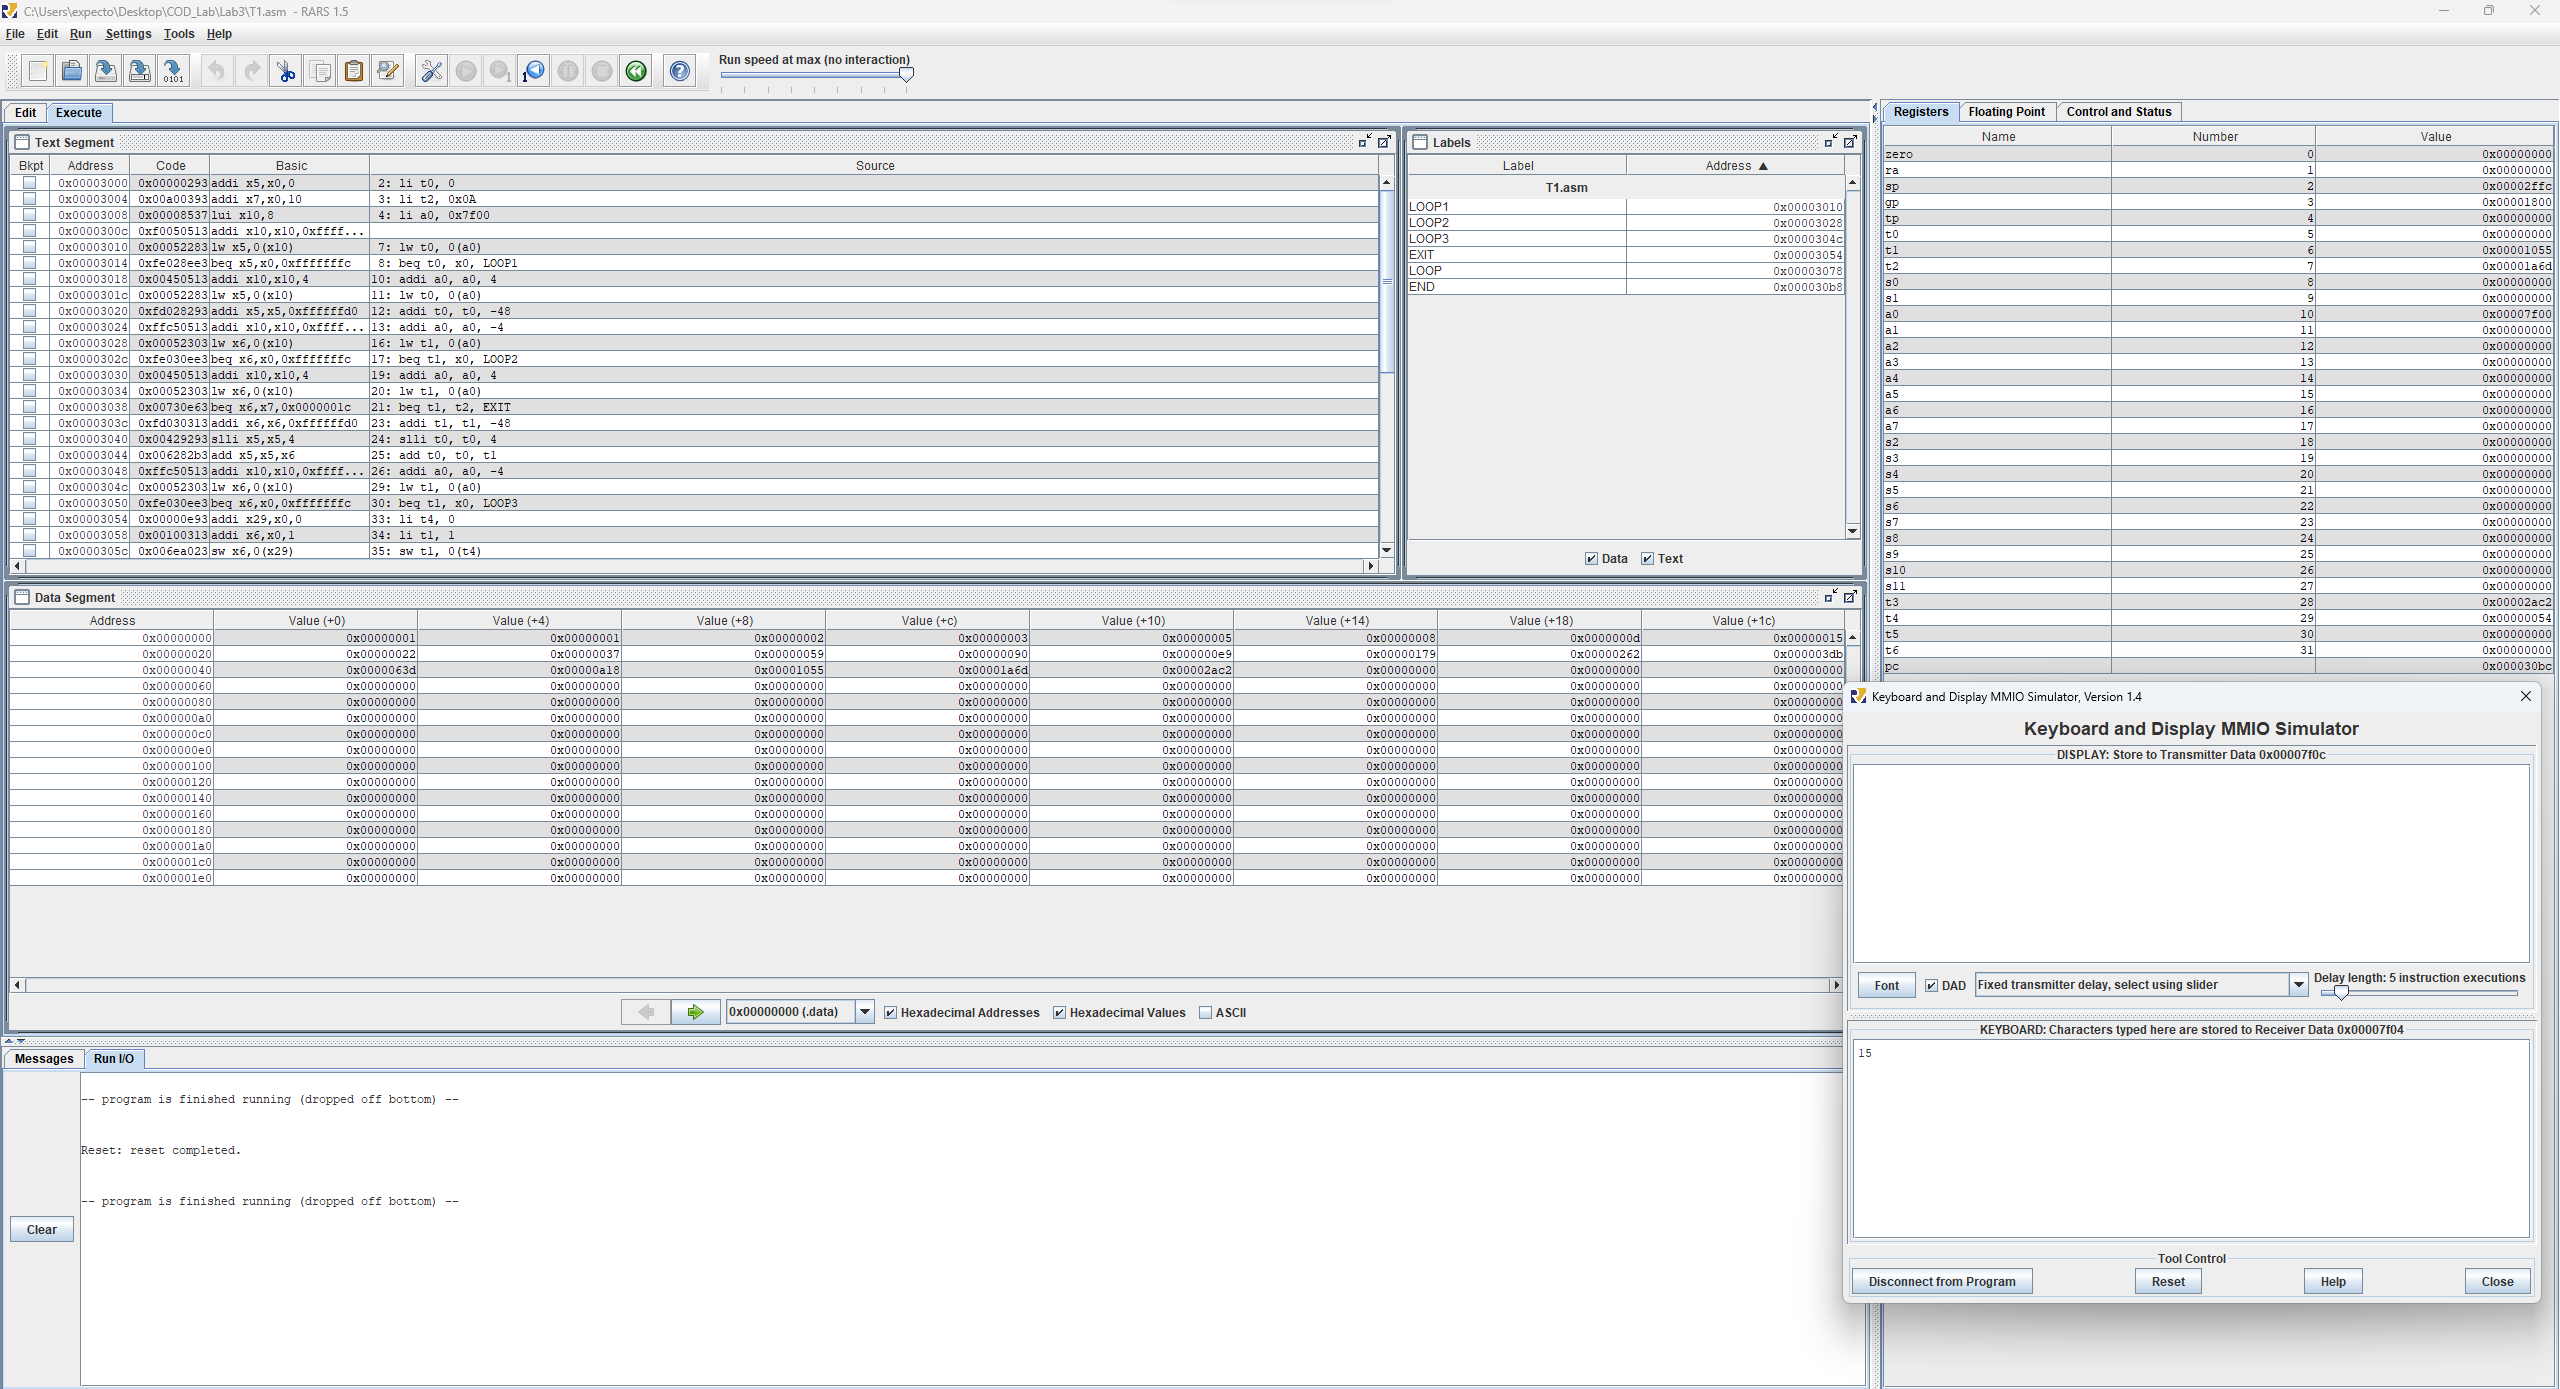 C:\Users\expecto\Desktop\COD_Lab\Lab3\T1.asm - RARS 1.5
File Edit Run Settings Tools Help
Run speed at max (no interaction)
Edit Execute
Text Segment
Bkpt Address Code Basic Source
0x00003000 0x00000293 addi x5,x0,0 2: li t0, 0
0x00003004 0x00a00393 addi x7,x0,10 3: li t2, 0x0A
0x00003008 0x00008537 lui x10,8 4: li a0, 0x7f00
0x0000300c 0xf0050513 addi x10,x10,0xffff...
0x00003010 0x00052283 lw x5,0(x10) 7: lw t0, 0(a0)
0x00003014 0xfe028ee3 beq x5,x0,0xfffffffc 8: beq t0, x0, LOOP1
0x00003018 0x00450513 addi x10,x10,4 10: addi a0, a0, 4
0x0000301c 0x00052283 lw x5,0(x10) 11: lw t0, 0(a0)
0x00003020 0xfd028293 addi x5,x5,0xffffffd0 12: addi t0, t0, -48
0x00003024 0xffc50513 addi x10,x10,0xffff... 13: addi a0, a0, -4
0x00003028 0x00052303 lw x6,0(x10) 16: lw t1, 0(a0)
0x0000302c 0xfe030ee3 beq x6,x0,0xfffffffc 17: beq t1, x0, LOOP2
0x00003030 0x00450513 addi x10,x10,4 19: addi a0, a0, 4
0x00003034 0x00052303 lw x6,0(x10) 20: lw t1, 0(a0)
0x00003038 0x00730e63 beq x6,x7,0x0000001c 21: beq t1, t2, EXIT
0x0000303c 0xfd030313 addi x6,x6,0xffffffd0 23: addi t1, t1, -48
0x00003040 0x00429293 slli x5,x5,4 24: slli t0, t0, 4
0x00003044 0x006282b3 add x5,x5,x6 25: add t0, t0, t1
0x00003048 0xffc50513 addi x10,x10,0xffff... 26: addi a0, a0, -4
0x0000304c 0x00052303 lw x6,0(x10) 29: lw t1, 0(a0)
0x00003050 0xfe030ee3 beq x6,x0,0xfffffffc 30: beq t1, x0, LOOP3
0x00003054 0x00000e93 addi x29,x0,0 33: li t4, 0
0x00003058 0x00100313 addi x6,x0,1 34: li t1, 1
0x0000305c 0x006ea023 sw x6,0(x29) 35: sw t1, 0(t4)
Labels
Label Address ▲
T1.asm
LOOP1 0x00003010
LOOP2 0x00003028
LOOP3 0x0000304c
EXIT 0x00003054
LOOP 0x00003078
END 0x000030b8
Data Text
Data Segment
Address Value (+0) Value (+4) Value (+8) Value (+c) Value (+10) Value (+14) Value (+18) Value (+1c)
0x00000000 0x00000001 0x00000001 0x00000002 0x00000003 0x00000005 0x00000008 0x0000000d 0x00000015
0x00000020 0x00000022 0x00000037 0x00000059 0x00000090 0x000000e9 0x00000179 0x00000262 0x000003db
0x00000040 0x0000063d 0x00000a18 0x00001055 0x00001a6d 0x00002ac2 0x00000000 0x00000000 0x00000000
0x00000060 0x00000000 0x00000000 0x00000000 0x00000000 0x00000000 0x00000000 0x00000000 0x00000000
0x00000080 0x00000000 0x00000000 0x00000000 0x00000000 0x00000000 0x00000000 0x00000000 0x00000000
0x000000a0 0x00000000 0x00000000 0x00000000 0x00000000 0x00000000 0x00000000 0x00000000 0x00000000
0x000000c0 0x00000000 0x00000000 0x00000000 0x00000000 0x00000000 0x00000000 0x00000000 0x00000000
0x000000e0 0x00000000 0x00000000 0x00000000 0x00000000 0x00000000 0x00000000 0x00000000 0x00000000
0x00000100 0x00000000 0x00000000 0x00000000 0x00000000 0x00000000 0x00000000 0x00000000 0x00000000
0x00000120 0x00000000 0x00000000 0x00000000 0x00000000 0x00000000 0x00000000 0x00000000 0x00000000
0x00000140 0x00000000 0x00000000 0x00000000 0x00000000 0x00000000 0x00000000 0x00000000 0x00000000
0x00000160 0x00000000 0x00000000 0x00000000 0x00000000 0x00000000 0x00000000 0x00000000 0x00000000
0x00000180 0x00000000 0x00000000 0x00000000 0x00000000 0x00000000 0x00000000 0x00000000 0x00000000
0x000001a0 0x00000000 0x00000000 0x00000000 0x00000000 0x00000000 0x00000000 0x00000000 0x00000000
0x000001c0 0x00000000 0x00000000 0x00000000 0x00000000 0x00000000 0x00000000 0x00000000 0x00000000
0x000001e0 0x00000000 0x00000000 0x00000000 0x00000000 0x00000000 0x00000000 0x00000000 0x00000000
0x00000000 (.data) Hexadecimal Addresses Hexadecimal Values ASCII
Messages Run I/O
-- program is finished running (dropped off bottom) --
Reset: reset completed.
-- program is finished running (dropped off bottom) --
Clear
Registers Floating Point Control and Status
Name Number Value
zero 0 0x00000000
ra 1 0x00000000
sp 2 0x00002ffc
gp 3 0x00001800
tp 4 0x00000000
t0 5 0x00000000
t1 6 0x00001055
t2 7 0x00001a6d
s0 8 0x00000000
s1 9 0x00000000
a0 10 0x00007f00
a1 11 0x00000000
a2 12 0x00000000
a3 13 0x00000000
a4 14 0x00000000
a5 15 0x00000000
a6 16 0x00000000
a7 17 0x00000000
s2 18 0x00000000
s3 19 0x00000000
s4 20 0x00000000
s5 21 0x00000000
s6 22 0x00000000
s7 23 0x00000000
s8 24 0x00000000
s9 25 0x00000000
s10 26 0x00000000
s11 27 0x00000000
t3 28 0x00002ac2
t4 29 0x00000054
t5 30 0x00000000
t6 31 0x00000000
pc 0x000030bc
Keyboard and Display MMIO Simulator, Version 1.4
Keyboard and Display MMIO Simulator
DISPLAY: Store to Transmitter Data 0x00007f0c
Font DAD Fixed transmitter delay, select using slider Delay length: 5 instruction executions
KEYBOARD: Characters typed here are stored to Receiver Data 0x00007f04
15
Tool Control
Disconnect from Program Reset Help Close